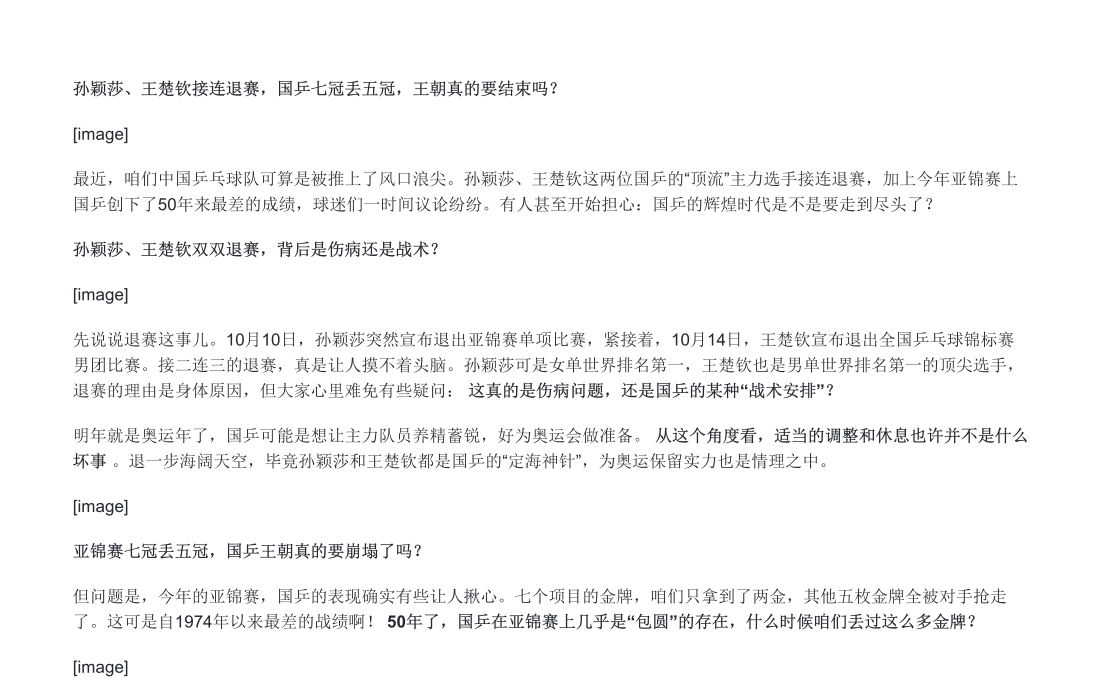 孙颖莎、王楚钦接连退赛，国乒七冠丢五冠，王朝真的要结束吗？
[image]
最近，咱们中国乒乓球队可算是被推上了风口浪尖。孙颖莎、王楚钦这两位国乒的“顶流”主力选手接连退赛，加上今年亚锦赛上
国乒创下了50年来最差的成绩，球迷们一时间议论纷纷。有人甚至开始担心：国乒的辉煌时代是不是要走到尽头了？
孙颖莎、王楚钦双双退赛，背后是伤病还是战术？
[image]
先说说退赛这事儿。10月10日，孙颖莎突然宣布退出亚锦赛单项比赛，紧接着，10月14日，王楚钦宣布退出全国乒乓球锦标赛
男团比赛。接二连三的退赛，真是让人摸不着头脑。孙颖莎可是女单世界排名第一，王楚钦也是男单世界排名第一的顶尖选手，
退赛的理由是身体原因，但大家心里难免有些疑问： 这真的是伤病问题，还是国乒的某种“战术安排”？
明年就是奥运年了，国乒可能是想让主力队员养精蓄锐，好为奥运会做准备。 从这个角度看，适当的调整和休息也许并不是什么
坏事 。退一步海阔天空，毕竟孙颖莎和王楚钦都是国乒的“定海神针”，为奥运保留实力也是情理之中。
[image]
亚锦赛七冠丢五冠，国乒王朝真的要崩塌了吗？
但问题是，今年的亚锦赛，国乒的表现确实有些让人揪心。七个项目的金牌，咱们只拿到了两金，其他五枚金牌全被对手抢走
了。这可是自1974年以来最差的战绩啊！ 50年了，国乒在亚锦赛上几乎是“包圆”的存在，什么时候咱们丢过这么多金牌？
[image]